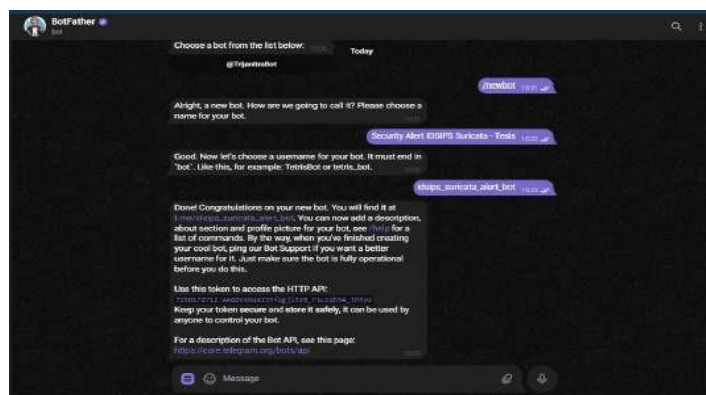 BotFather
bot
Choose a bot from the list below:
Today
@TrijanitraBot
/newbot
Alright, a new bot. How are we going to call it? Please choose a
name for your bot.
Security Alert IDSIPS Suricata - Tesis
Good. Now let's choose a username for your bot. It must end in
`bot`. Like this, for example: TetrisBot or tetris_bot.
idsips_suricata_alert_bot
Done! Congratulations on your new bot. You will find it at
t.me/idsips_suricata_alert_bot. You can now add a description,
about section and profile picture for your bot, see /help for a
list of commands. By the way, when you've finished creating
your cool bot, ping our Bot Support if you want a better
username for it. Just make sure the bot is fully operational
before you do this.
Use this token to access the HTTP API:
Keep your token secure and store it safely, it can be used by
anyone to control your bot.
For a description of the Bot API, see this page:
https://core.telegram.org/bots/api
Message